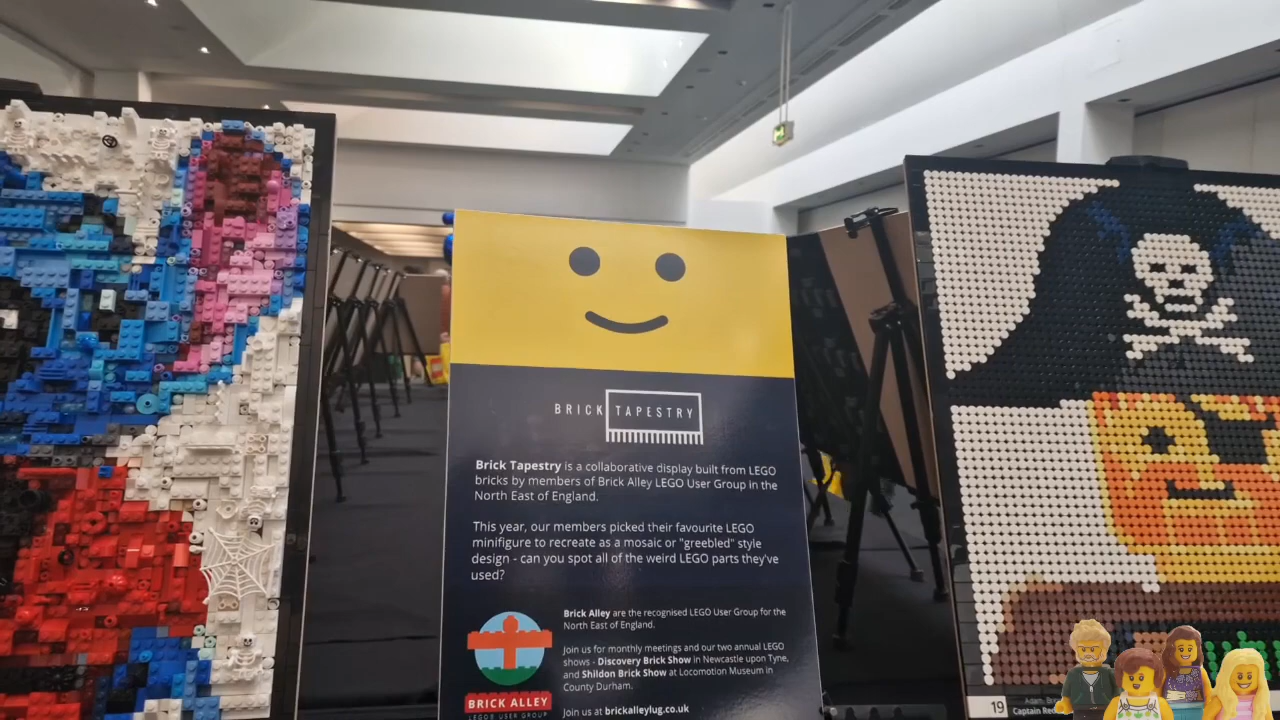 BRICK TAPESTRY
Brick Tapestry is a collaborative display built from LEGO
bricks by members of Brick Alley LEGO User Group in the
North East of England.
This year, our members picked their favourite LEGO
minifigure to recreate as a mosaic or "greebled" style
design - can you spot all of the weird LEGO parts they've
used?
Brick Alley are the recognised LEGO User Group for the
North East of England.
Join us for monthly meetings and our two annual LEGO
shows - Discovery Brick Show in Newcastle upon Tyne,
and Shildon Brick Show at Locomotion Museum in
County Durham.
Join us at brickalleylug.co.uk
BRICK ALLEY
LEGO® USER GROUP
19
Adam
Captain